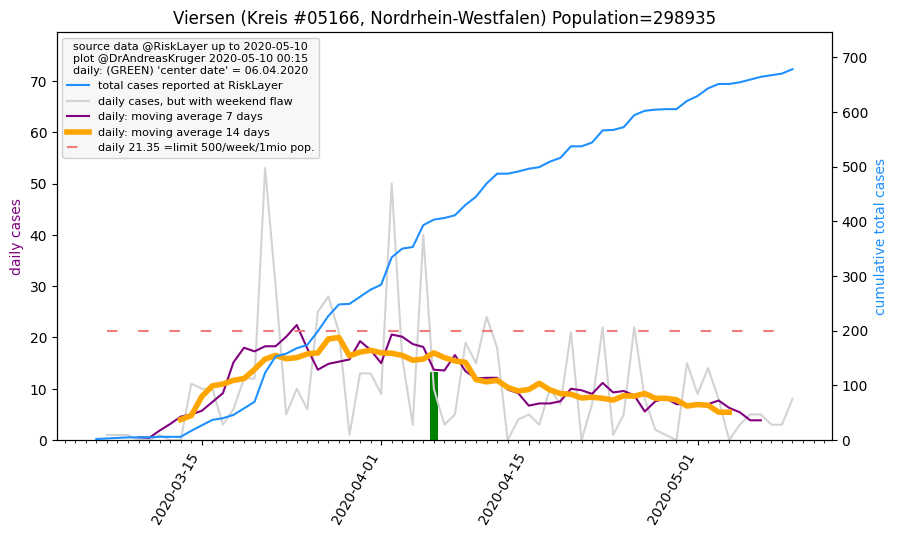 Viersen (Kreis #05166, Nordrhein-Westfalen) Population=298935
source data @RiskLayer up to 2020-05-10
plot @DrAndreasKruger 2020-05-10 00:15
daily: (GREEN) 'center date' = 06.04.2020
total cases reported at RiskLayer
daily cases, but with weekend flaw
daily: moving average 7 days
daily: moving average 14 days
daily 21.35 =limit 500/week/1mio pop.
daily cases
70
60
50
40
30
20
10
0
700
600
500
400
300
200
100
0
cumulative total cases
2020-03-15
2020-04-01
2020-04-15
2020-05-01